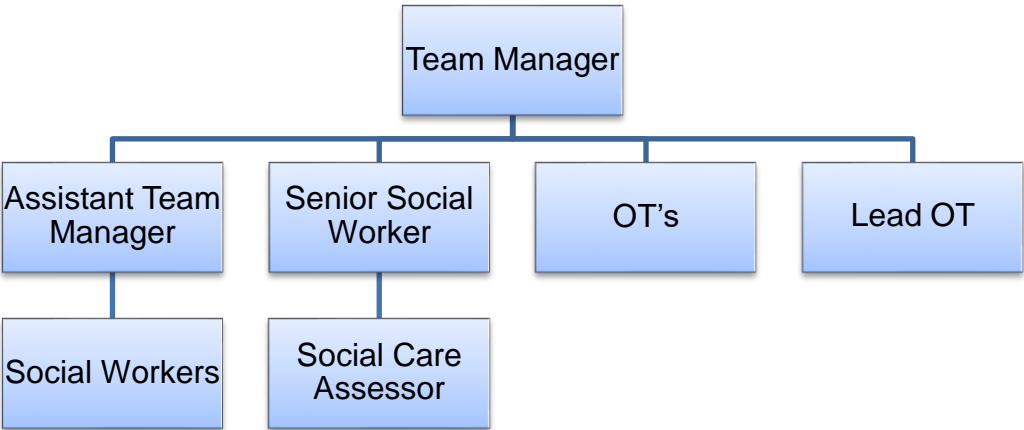 Team Manager
Assistant Team
Manager
Senior Social
Worker
OT’s
Lead OT
Social Workers
Social Care
Assessor